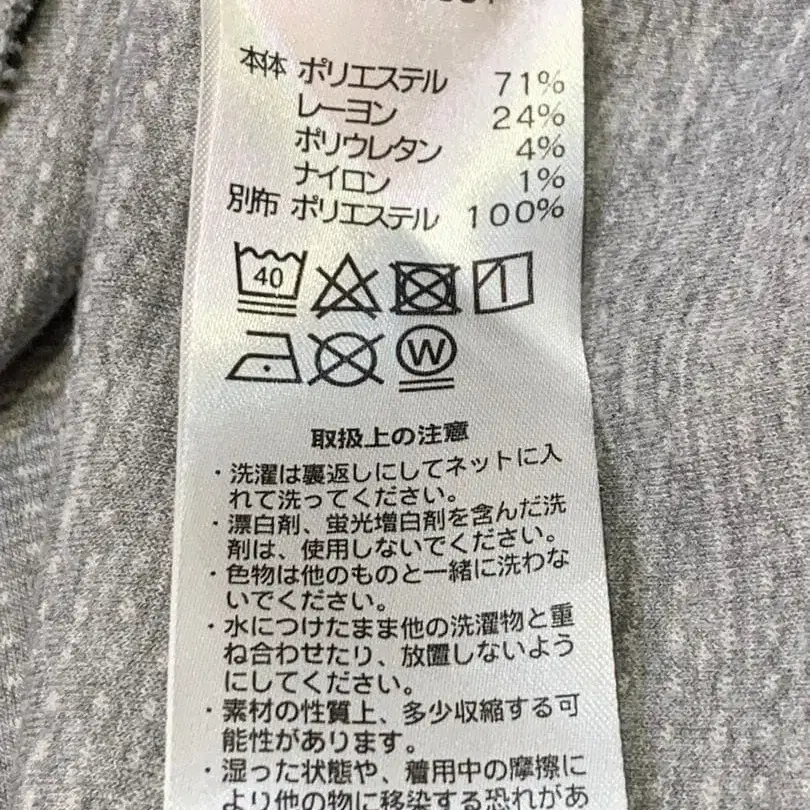 本体 ポリエステル 71%
レーヨン 24%
ポリウレタン 4%
ナイロン 1%
別布 ポリエステル 100%
40
W
取扱上の注意
・洗濯は裏返しにしてネットに入
れて洗ってください。
・漂白剤、蛍光増白剤を含んだ洗
剤は、使用しないでください。
・色物は他のものと一緒に洗わな
いでください。
・水につけたまま他の洗濯物と重
ね合わせたり、放置しないよう
にしてください。
・素材の性質上、多少収縮する可
能性があります。
・湿った状態や、着用中の摩擦に
より他の物に移染する恐れがあ